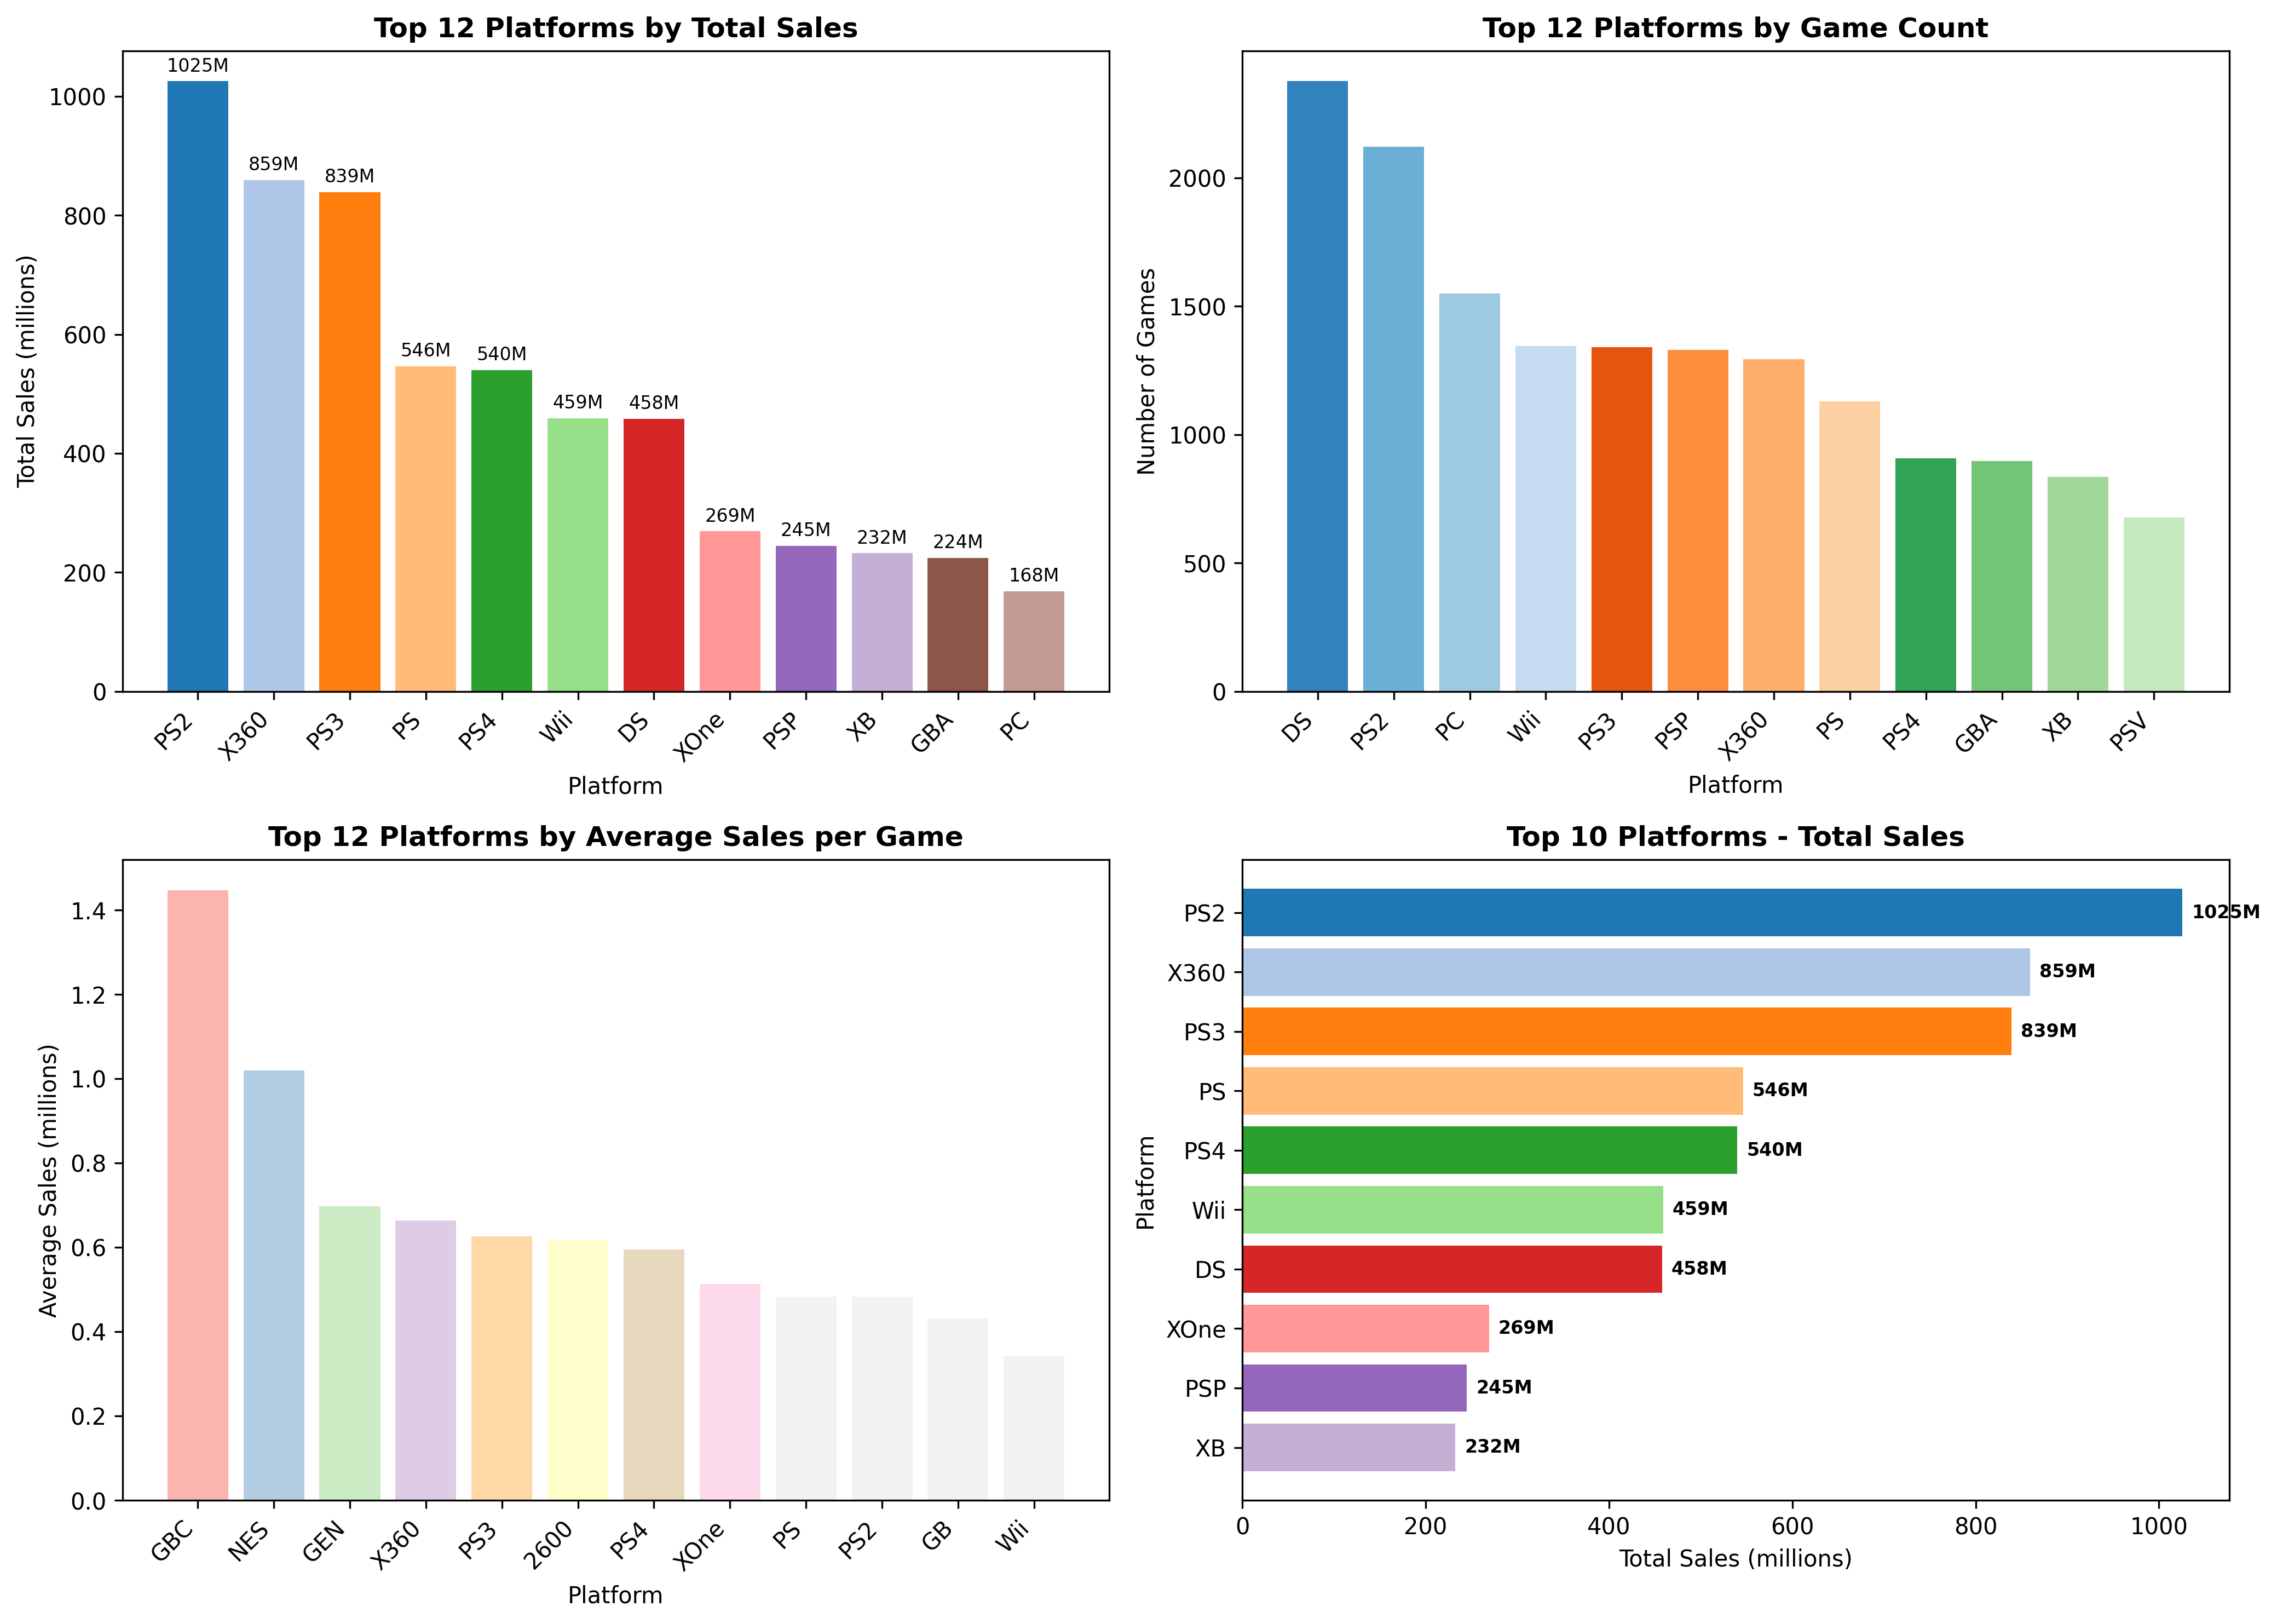 Top 12 Platforms by Total Sales
Total Sales (millions)
1000
800
600
400
200
0
1025M
859M
839M
546M
540M
459M
458M
269M
245M
232M
224M
168M
PS2
X360
PS3
PS
PS4
Wii
DS
XOne
PSP
XB
GBA
PC
Platform
Top 12 Platforms by Game Count
Number of Games
2000
1500
1000
500
0
DS
PS2
PC
Wii
PS3
PSP
X360
PS
PS4
GBA
XB
PSV
Platform
Top 12 Platforms by Average Sales per Game
Average Sales (millions)
1.4
1.2
1.0
0.8
0.6
0.4
0.2
0.0
GBC
NES
GEN
X360
PS3
2600
PS4
XOne
PS
PS2
GB
Wii
Platform
Top 10 Platforms - Total Sales
Platform
PS2 1025M
X360 859M
PS3 839M
PS 546M
PS4 540M
Wii 459M
DS 458M
XOne 269M
PSP 245M
XB 232M
0 200 400 600 800 1000
Total Sales (millions)